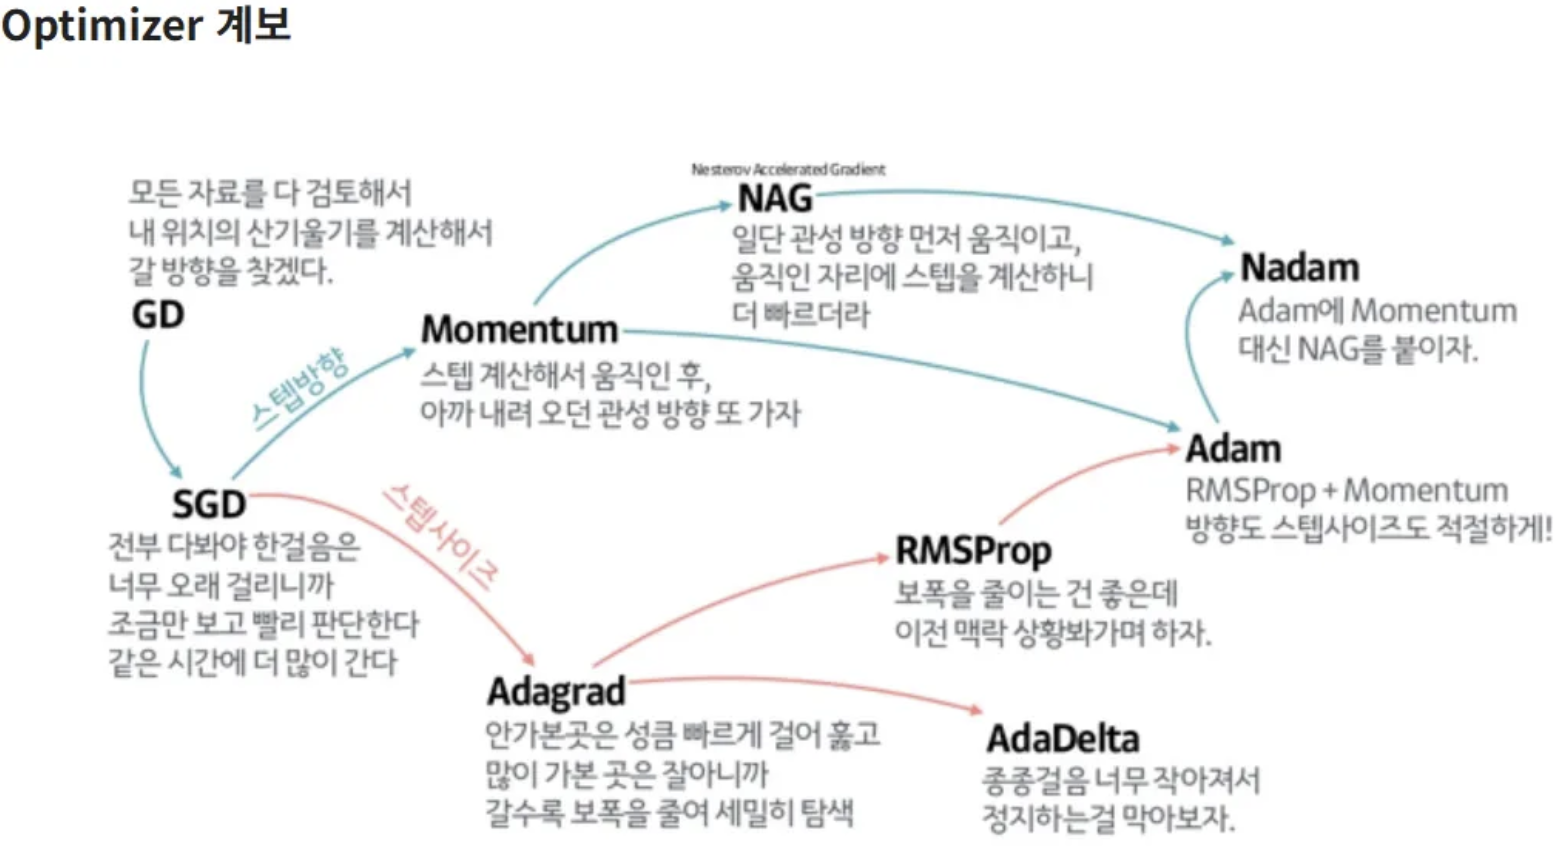 Optimizer 계보
모든 자료를 다 검토해서
내 위치의 산기울기를 계산해서
갈 방향을 찾겠다.
GD
스텝방향
Momentum
스텝 계산해서 움직인 후,
아까 내려 오던 관성 방향 또 가자
Nesterov Accelerated Gradient
NAG
일단 관성 방향 먼저 움직이고,
움직인 자리에 스텝을 계산하니
더 빠르더라
Nadam
Adam에 Momentum
대신 NAG를 붙이자.
SGD
전부 다봐야 한걸음은
너무 오래 걸리니까
조금만 보고 빨리 판단한다
같은 시간에 더 많이 간다
스텝사이즈
Adagrad
안가본곳은 성큼 빠르게 걸어 훓고
많이 가본 곳은 잘아니까
갈수록 보폭을 줄여 세밀히 탐색
RMSProp
보폭을 줄이는 건 좋은데
이전 맥락 상황봐가며 하자.
Adam
RMSProp + Momentum
방향도 스텝사이즈도 적절하게!
AdaDelta
종종걸음 너무 작아져서
정지하는걸 막아보자.